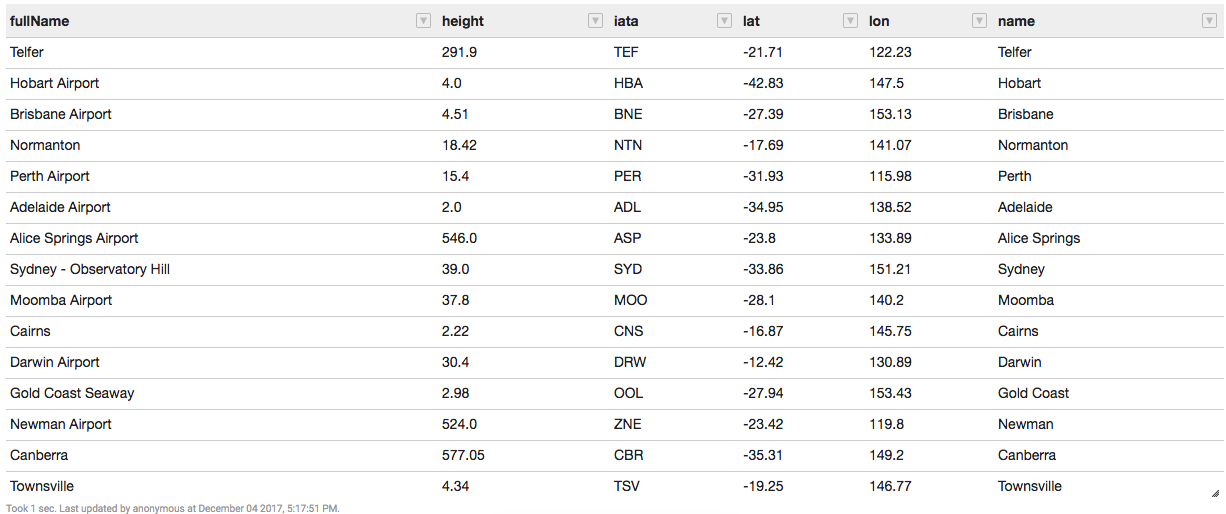 fullName height iata lat lon name
Telfer 291.9 TEF -21.71 122.23 Telfer
Hobart Airport 4.0 HBA -42.83 147.5 Hobart
Brisbane Airport 4.51 BNE -27.39 153.13 Brisbane
Normanton 18.42 NTN -17.69 141.07 Normanton
Perth Airport 15.4 PER -31.93 115.98 Perth
Adelaide Airport 2.0 ADL -34.95 138.52 Adelaide
Alice Springs Airport 546.0 ASP -23.8 133.89 Alice Springs
Sydney - Observatory Hill 39.0 SYD -33.86 151.21 Sydney
Moomba Airport 37.8 MOO -28.1 140.2 Moomba
Cairns 2.22 CNS -16.87 145.75 Cairns
Darwin Airport 30.4 DRW -12.42 130.89 Darwin
Gold Coast Seaway 2.98 OOL -27.94 153.43 Gold Coast
Newman Airport 524.0 ZNE -23.42 119.8 Newman
Canberra 577.05 CBR -35.31 149.2 Canberra
Townsville 4.34 TSV -19.25 146.77 Townsville
Took 1 sec. Last updated by anonymous at December 04 2017, 5:17:51 PM.